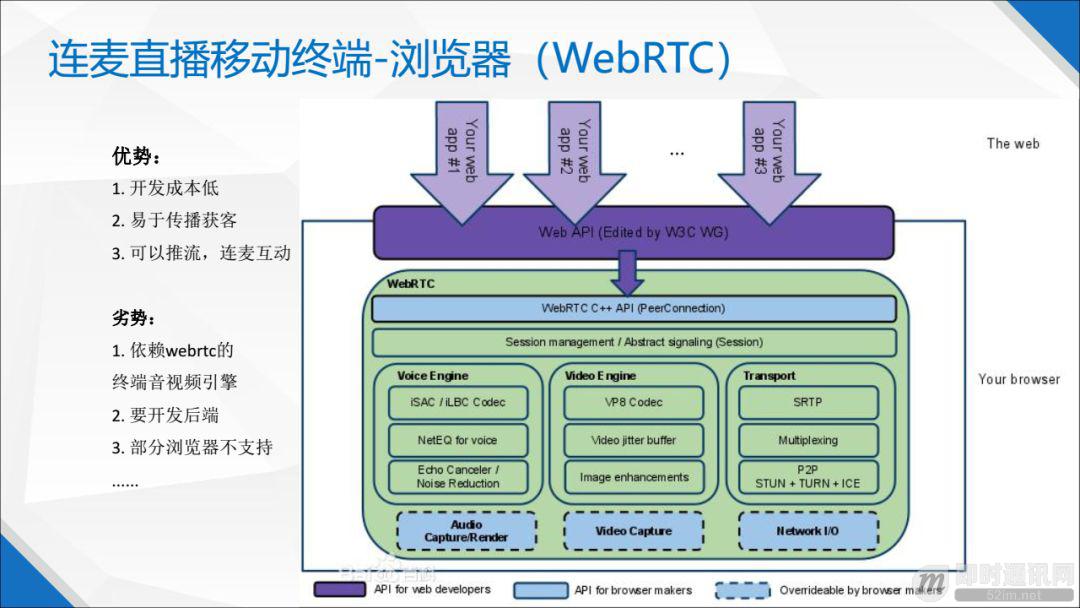 连麦直播移动终端-浏览器（WebRTC）
优势：
1. 开发成本低
2. 易于传播获客
3. 可以推流，连麦互动
劣势：
1. 依赖webrtc的
终端音视频引擎
2. 要开发后端
3. 部分浏览器不支持
......
Your web
app #1
Your web
app #2
...
Your web
app #3
The web
Web API (Edited by W3C WG)
WebRTC
WebRTC C++ API (PeerConnection)
Session management / Abstract signaling (Session)
Voice Engine
iSAC / iLBC Codec
NetEQ for voice
Echo Canceler /
Noise Reduction
Video Engine
VP8 Codec
Video jitter buffer
Image enhancements
Transport
SRTP
Multiplexing
P2P
STUN + TURN + ICE
Your browser
Audio
Capture/Render
Video Capture
Network I/O
API for web developers
API for browser makers
Overrideable by browser makers
Baidu百科
即时通讯网
52im.net